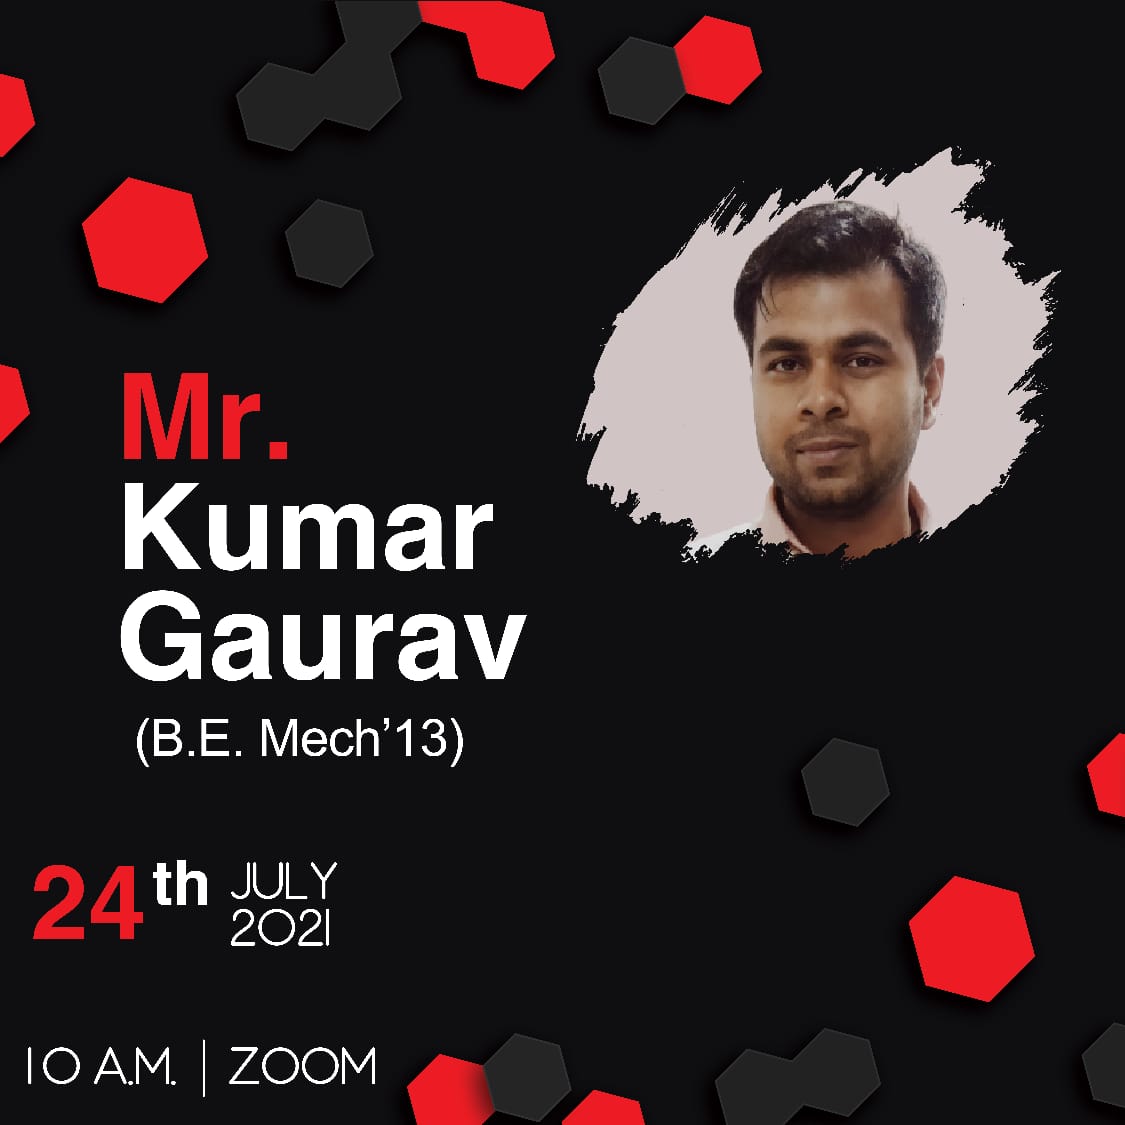 Mr.
Kumar
Gaurav
(B.E. Mech’13)
24th JULY
2021
10 A.M. | ZOOM